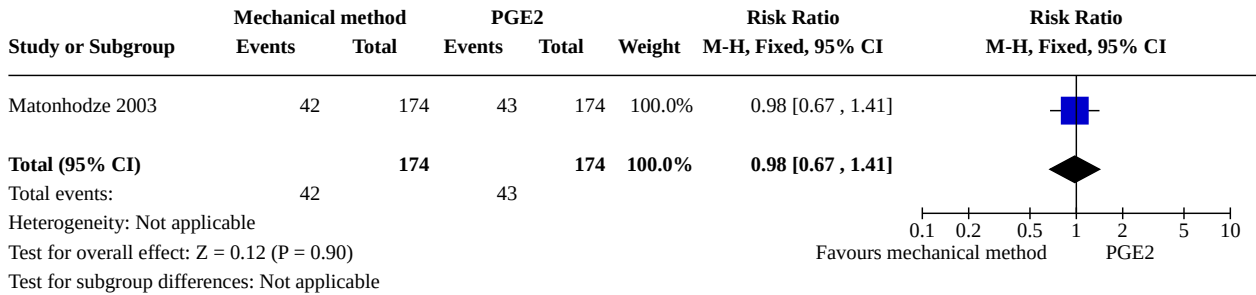 Mechanical method PGE2 Risk Ratio Risk Ratio
Study or Subgroup Events Total Events Total Weight M-H, Fixed, 95% CI M-H, Fixed, 95% CI
Matonhodze 2003 42 174 43 174 100.0% 0.98 [0.67 , 1.41]
Total (95% CI) 174 174 100.0% 0.98 [0.67 , 1.41]
Total events: 42 43
Heterogeneity: Not applicable
0.1 0.2 0.5 1 2 5 10
Test for overall effect: Z = 0.12 (P = 0.90) Favours mechanical method PGE2
Test for subgroup differences: Not applicable